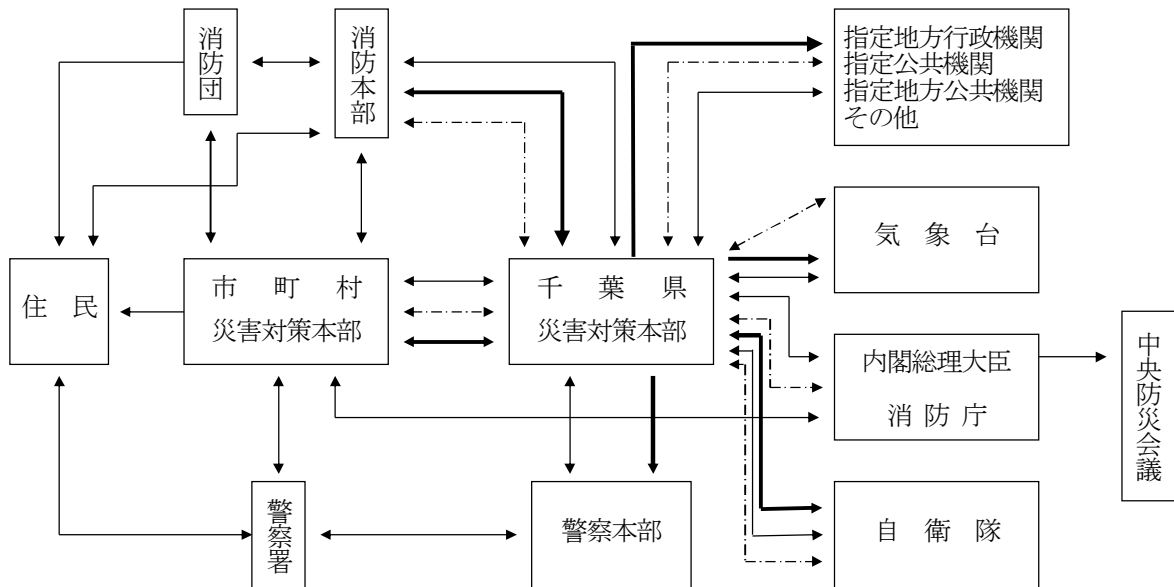 消防団
消防本部
指定地方行政機関
指定公共機関
指定地方公共機関
その他
気　象　台
住　民
市　町　村
災害対策本部
千　葉　県
災害対策本部
内閣総理大臣
消 防 庁
中央防災会議
警察署
警察本部
自　衛　隊